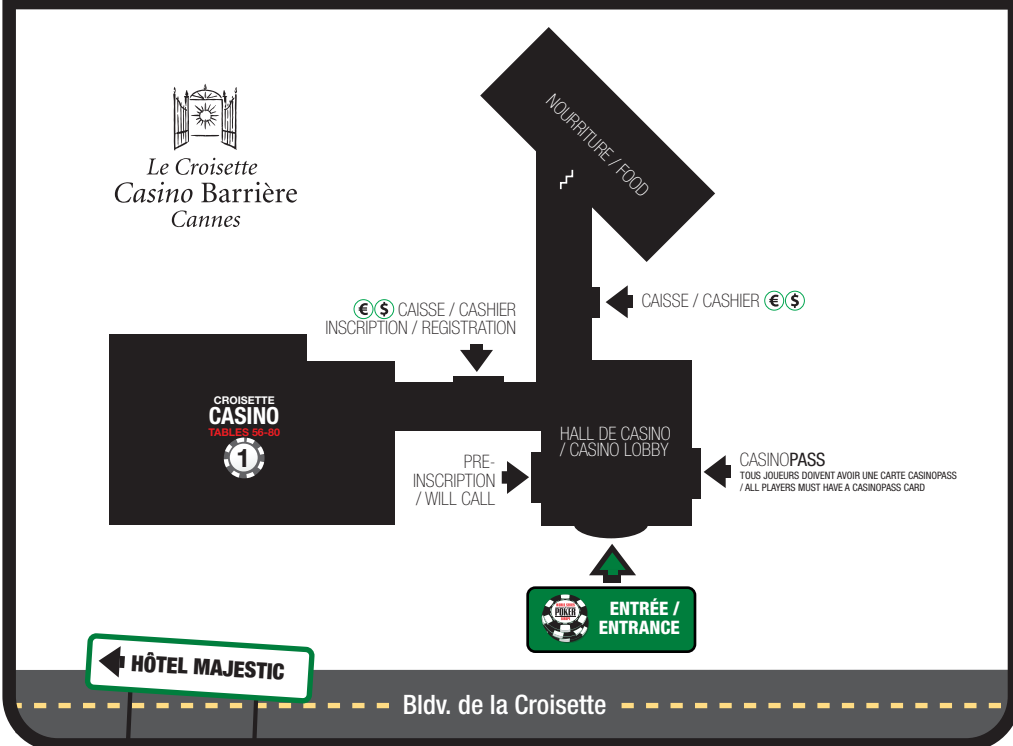 NOURRITURE / FOOD
Le Croisette
Casino Barrière
Cannes
€ $ CAISSE / CASHIER
INSCRIPTION / REGISTRATION
CAISSE / CASHIER € $
CROISETTE
CASINO
TABLES 56-80
1
HALL DE CASINO
/ CASINO LOBBY
PRE-
INSCRIPTION
/ WILL CALL
CASINOPASS
TOUS JOUEURS DOIVENT AVOIR UNE CARTE CASINOPASS
/ ALL PLAYERS MUST HAVE A CASINOPASS CARD
POKER
ENTRÉE /
ENTRANCE
HÔTEL MAJESTIC
Bldv. de la Croisette